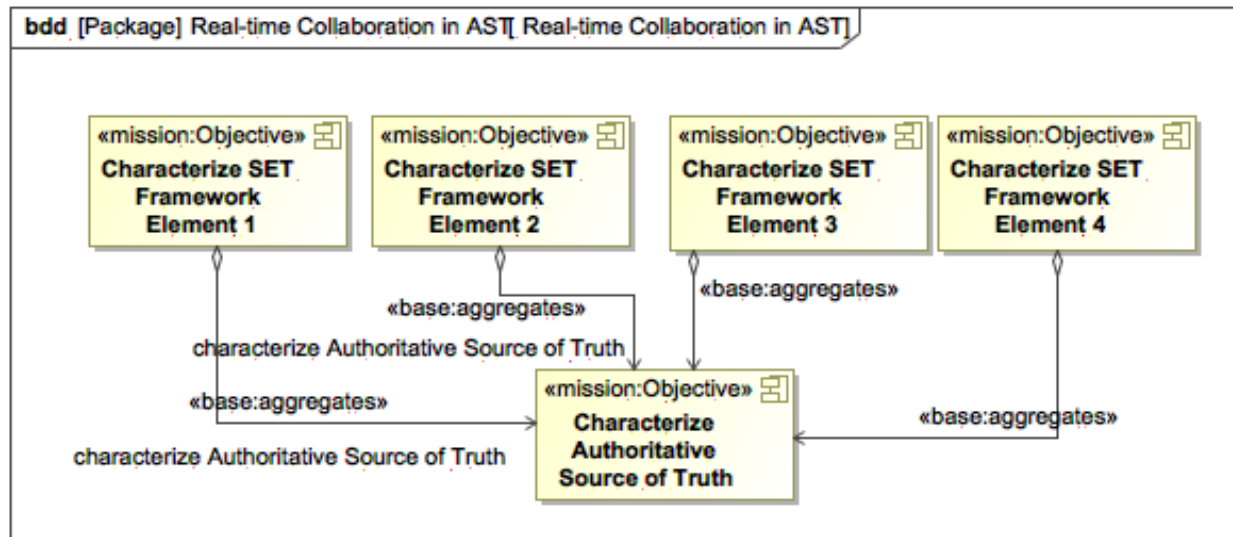 bdd [Package] Real-time Collaboration in AST[ Real-time Collaboration in AST]
«mission:Objective»
Characterize SET
Framework
Element 1
«mission:Objective»
Characterize SET
Framework
Element 2
«mission:Objective»
Characterize SET
Framework
Element 3
«mission:Objective»
Characterize SET
Framework
Element 4
«base:aggregates»
«base:aggregates»
characterize Authoritative Source of Truth
«base:aggregates»
characterize Authoritative Source of Truth
«mission:Objective»
Characterize
Authoritative
Source of Truth
«base:aggregates»